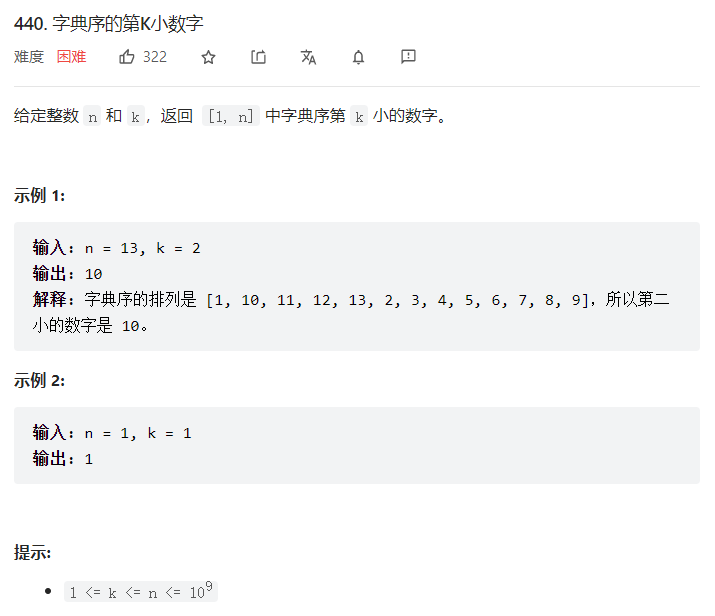 440. 字典序的第K小数字
难度 困难 322
给定整数 n 和 k，返回 [1, n] 中字典序第 k 小的数字。
示例 1:
输入：n = 13, k = 2
输出：10
解释：字典序的排列是 [1, 10, 11, 12, 13, 2, 3, 4, 5, 6, 7, 8, 9]，所以第二
小的数字是 10。
示例 2:
输入：n = 1, k = 1
输出：1
提示:
1 <= k <= n <= 10⁹